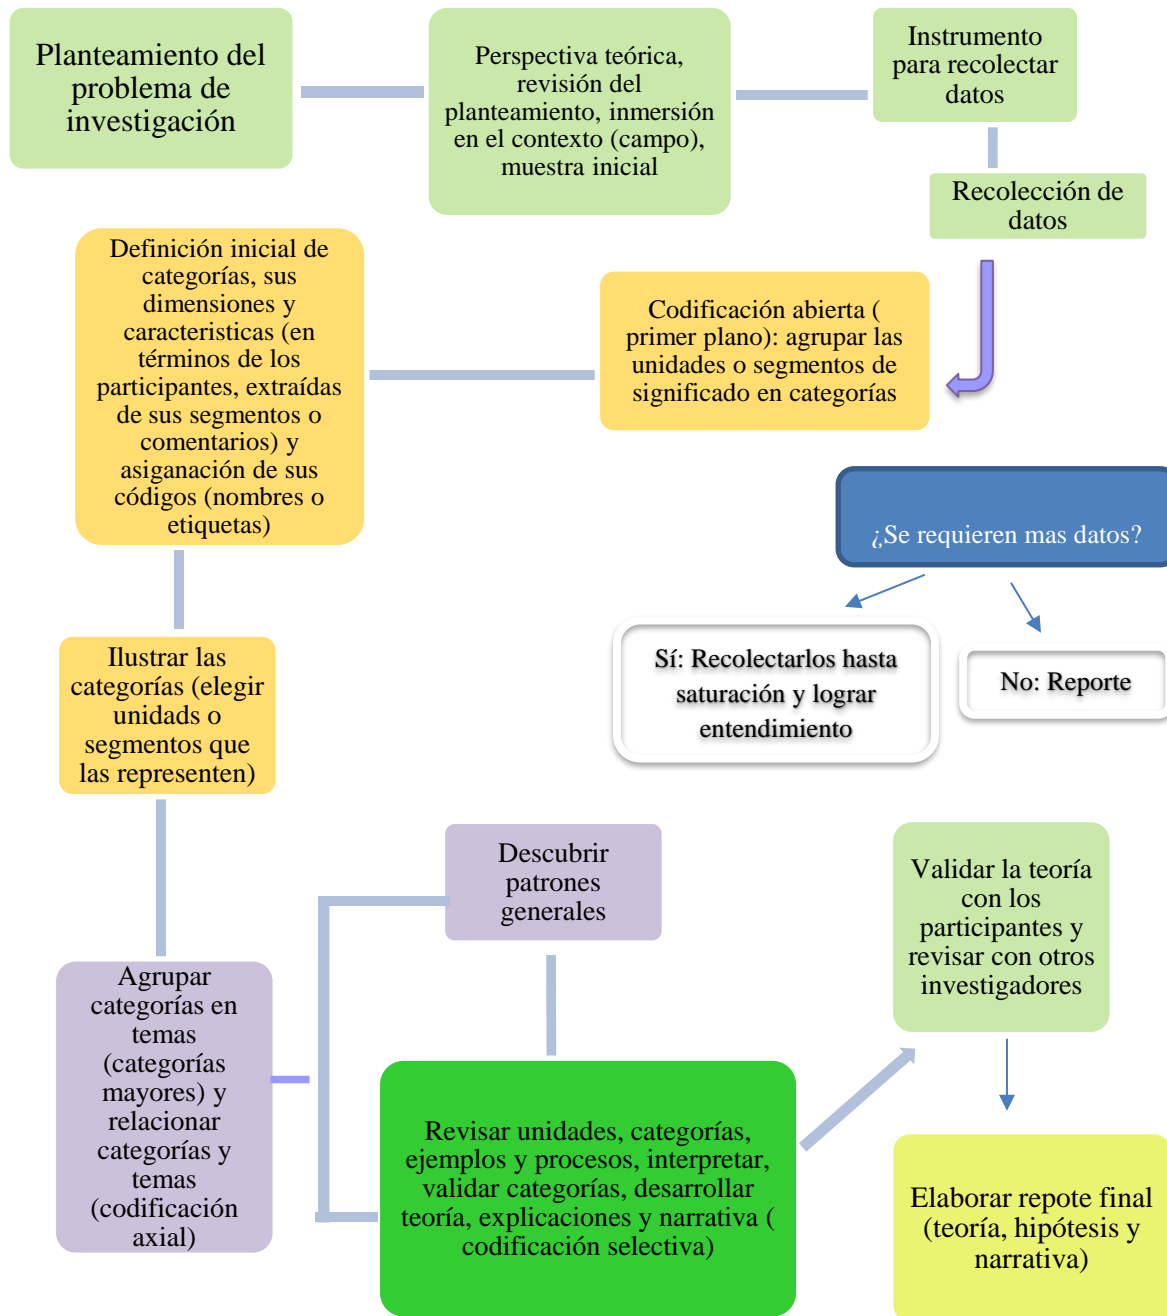 Planteamiento del
problema de
investigación
Perspectiva teórica,
revisión del
planteamiento, inmersión
en el contexto (campo),
muestra inicial
Instrumento
para recolectar
datos
Recolección de
datos
Codificación abierta (
primer plano): agrupar las
unidades o segmentos de
significado en categorías
Definición inicial de
categorías, sus
dimensiones y
caracteristicas (en
términos de los
participantes, extraídas
de sus segmentos o
comentarios) y
asiganación de sus
códigos (nombres o
etiquetas)
¿Se requieren mas datos?
Sí: Recolectarlos hasta
saturación y lograr
entendimiento
No: Reporte
Ilustrar las
categorías (elegir
unidads o
segmentos que
las representen)
Agrupar
categorías en
temas
(categorías
mayores) y
relacionar
categorías y
temas
(codificación
axial)
Descubrir
patrones
generales
Revisar unidades, categorías,
ejemplos y procesos, interpretar,
validar categorías, desarrollar
teoría, explicaciones y narrativa (
codificación selectiva)
Validar la teoría
con los
participantes y
revisar con otros
investigadores
Elaborar repote final
(teoría, hipótesis y
narrativa)